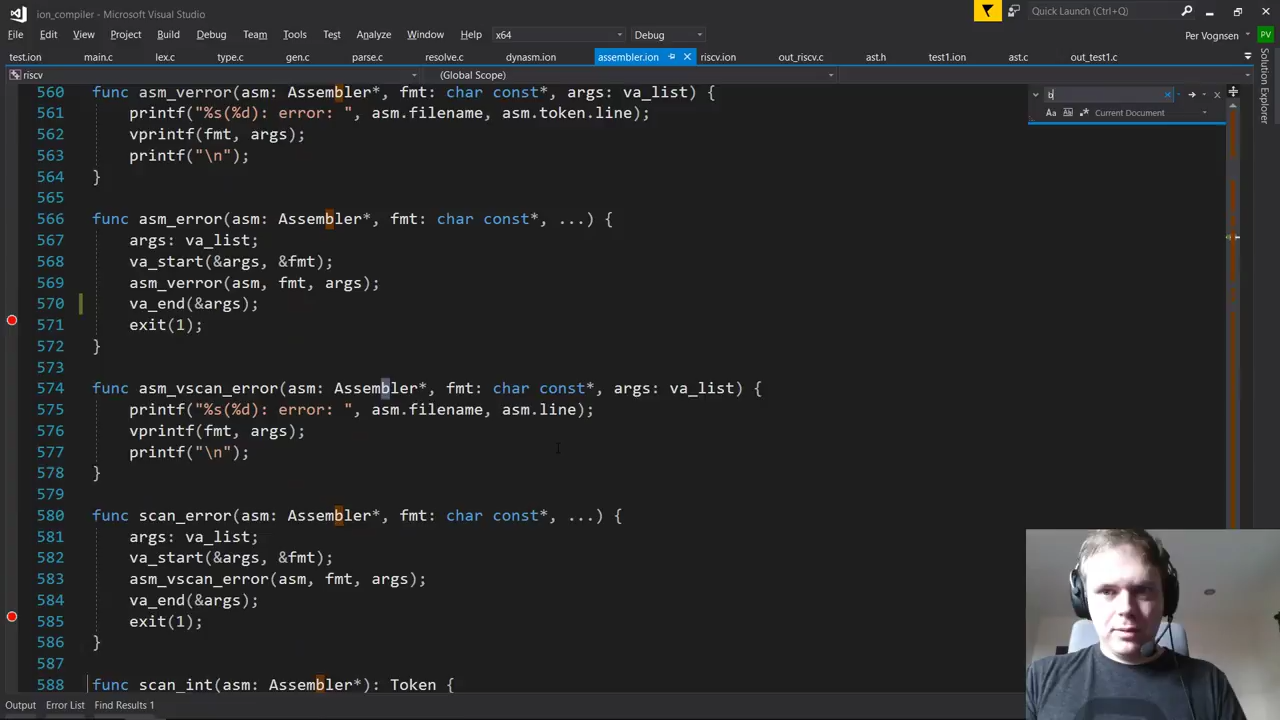 ion_compiler - Microsoft Visual Studio
Quick Launch (Ctrl+Q)
File Edit View Project Build Debug Team Tools Test Analyze Window Help x64 Debug
Per Vognsen PV
test.ion main.c lex.c type.c gen.c parse.c resolve.c dynasm.ion assembler.ion riscv.ion out_riscv.c ast.h test1.ion ast.c out_test1.c
riscv (Global Scope)
b
Aa Current Document
Solution Explorer
560 func asm_verror(asm: Assembler*, fmt: char const*, args: va_list) {
561 printf("%s(%d): error: ", asm.filename, asm.token.line);
562 vprintf(fmt, args);
563 printf("\n");
564 }
565
566 func asm_error(asm: Assembler*, fmt: char const*, ...) {
567 args: va_list;
568 va_start(&args, &fmt);
569 asm_verror(asm, fmt, args);
570 va_end(&args);
571 exit(1);
572 }
573
574 func asm_vscan_error(asm: Assembler*, fmt: char const*, args: va_list) {
575 printf("%s(%d): error: ", asm.filename, asm.line);
576 vprintf(fmt, args);
577 printf("\n");
578 }
579
580 func scan_error(asm: Assembler*, fmt: char const*, ...) {
581 args: va_list;
582 va_start(&args, &fmt);
583 asm_vscan_error(asm, fmt, args);
584 va_end(&args);
585 exit(1);
586 }
587
588 func scan_int(asm: Assembler*): Token {
Output Error List Find Results 1